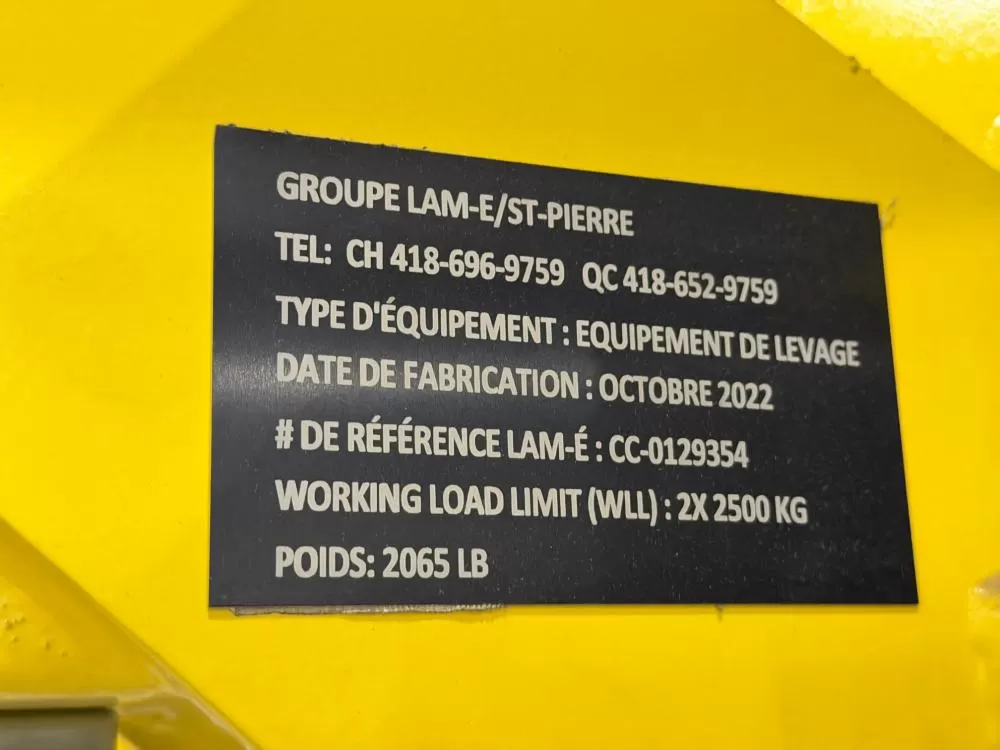 GROUPE LAM-E/ST-PIERRE
TEL: CH 418-696-9759 QC 418-652-9759
TYPE D'ÉQUIPEMENT : EQUIPEMENT DE LEVAGE
DATE DE FABRICATION : OCTOBRE 2022
# DE RÉFÉRENCE LAM-É : CC-0129354
WORKING LOAD LIMIT (WLL) : 2X 2500 KG
POIDS: 2065 LB